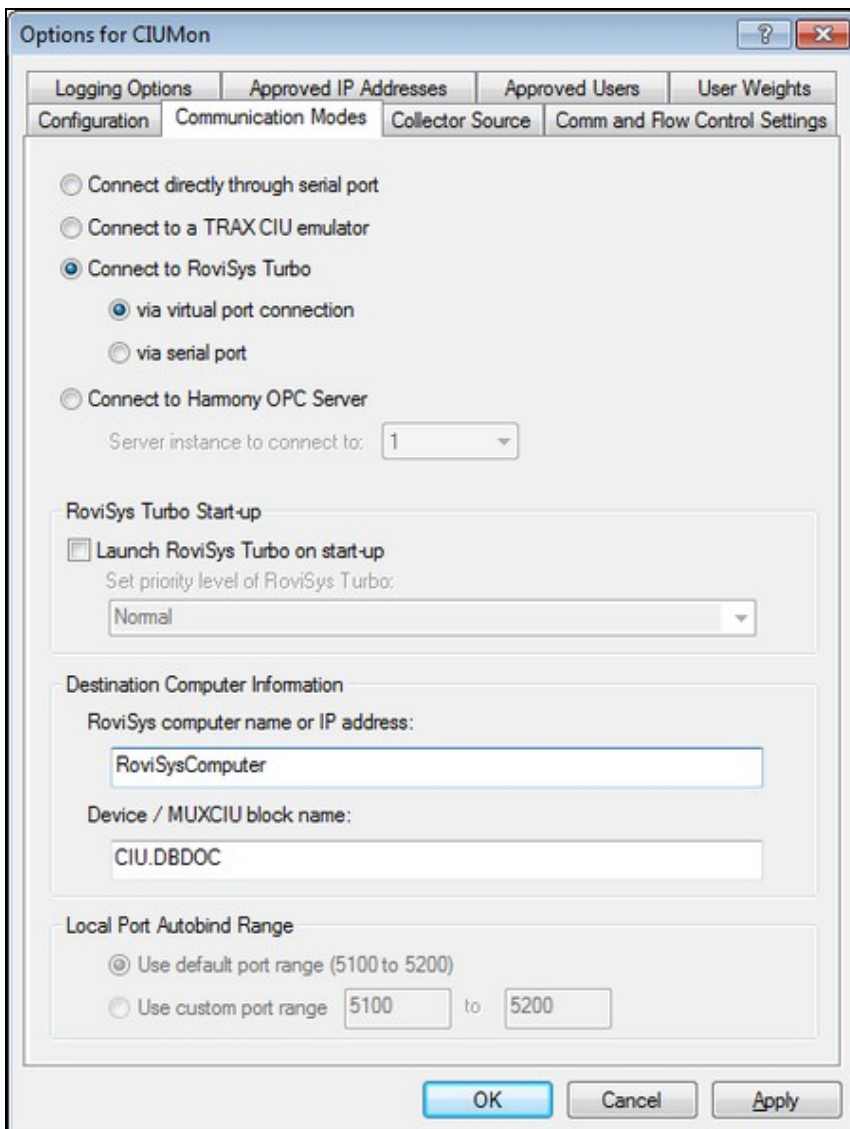 Options for CIUMon
Logging Options Approved IP Addresses Approved Users User Weights
Configuration Communication Modes Collector Source Comm and Flow Control Settings
Connect directly through serial port
Connect to a TRAX CIU emulator
Connect to RoviSys Turbo
via virtual port connection
via serial port
Connect to Harmony OPC Server
Server instance to connect to: 1
RoviSys Turbo Start-up
Launch RoviSys Turbo on start-up
Set priority level of RoviSys Turbo:
Normal
Destination Computer Information
RoviSys computer name or IP address:
RoviSysComputer
Device / MUXCIU block name:
CIU.DBDOC
Local Port Autobind Range
Use default port range (5100 to 5200)
Use custom port range 5100 to 5200
OK Cancel Apply